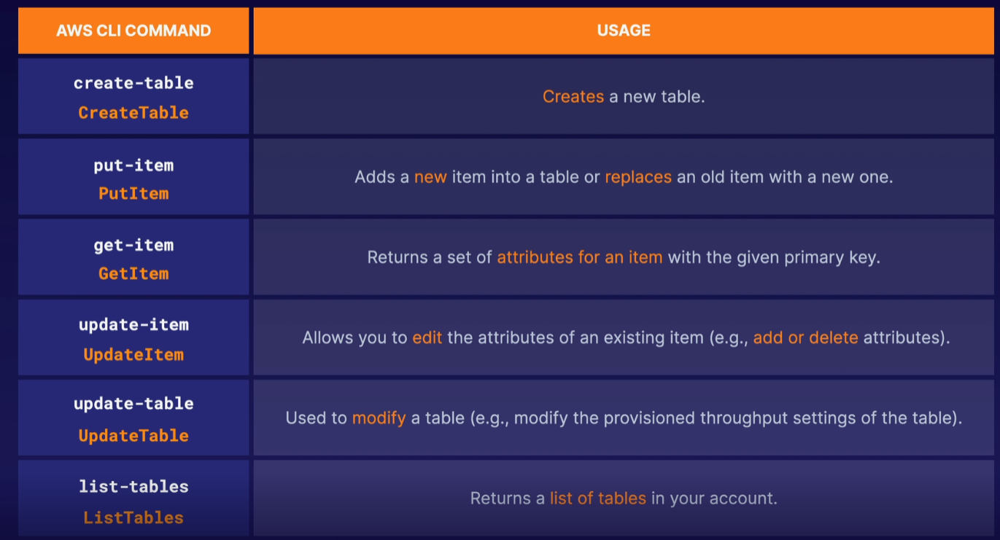 AWS CLI COMMAND
USAGE
create-table
CreateTable
Creates a new table.
put-item
PutItem
Adds a new item into a table or replaces an old item with a new one.
get-item
GetItem
Returns a set of attributes for an item with the given primary key.
update-item
UpdateItem
Allows you to edit the attributes of an existing item (e.g., add or delete attributes).
update-table
UpdateTable
Used to modify a table (e.g., modify the provisioned throughput settings of the table).
list-tables
ListTables
Returns a list of tables in your account.